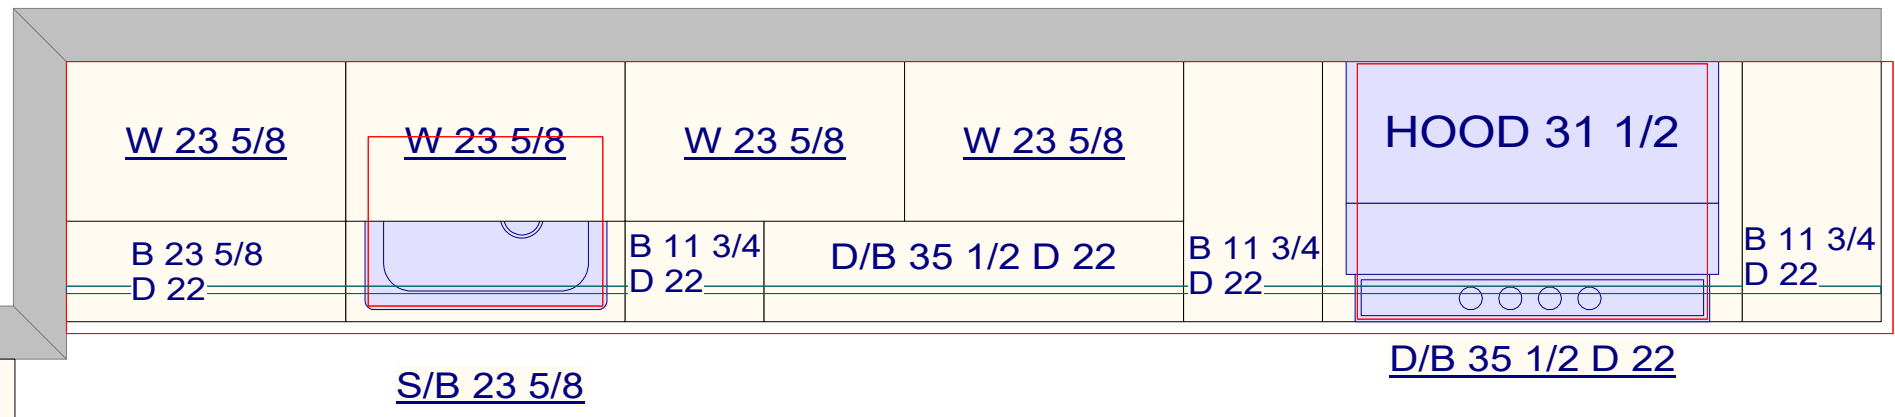 W 23 5/8
W 23 5/8
W 23 5/8
W 23 5/8
HOOD 31 1/2
B 23 5/8
D 22
B 11 3/4
D 22
D/B 35 1/2 D 22
B 11 3/4
D 22
B 11 3/4
D 22
S/B 23 5/8
D/B 35 1/2 D 22